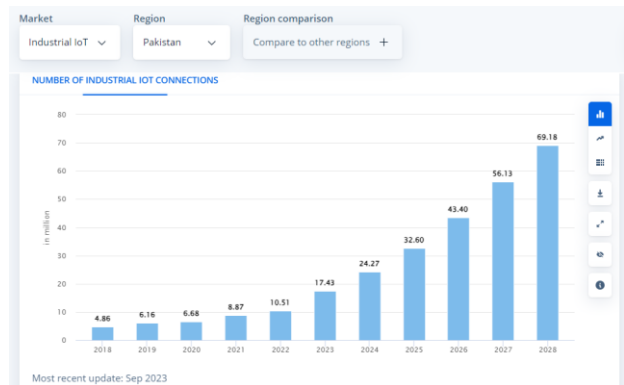 Market Region Region comparison
Industrial IoT Pakistan Compare to other regions +
NUMBER OF INDUSTRIAL IOT CONNECTIONS
in million
80
70
60
50
40
30
20
10
0
4.86 6.16 6.68 8.87 10.51 17.43 24.27 32.60 43.40 56.13 69.18
2018 2019 2020 2021 2022 2023 2024 2025 2026 2027 2028
Most recent update: Sep 2023